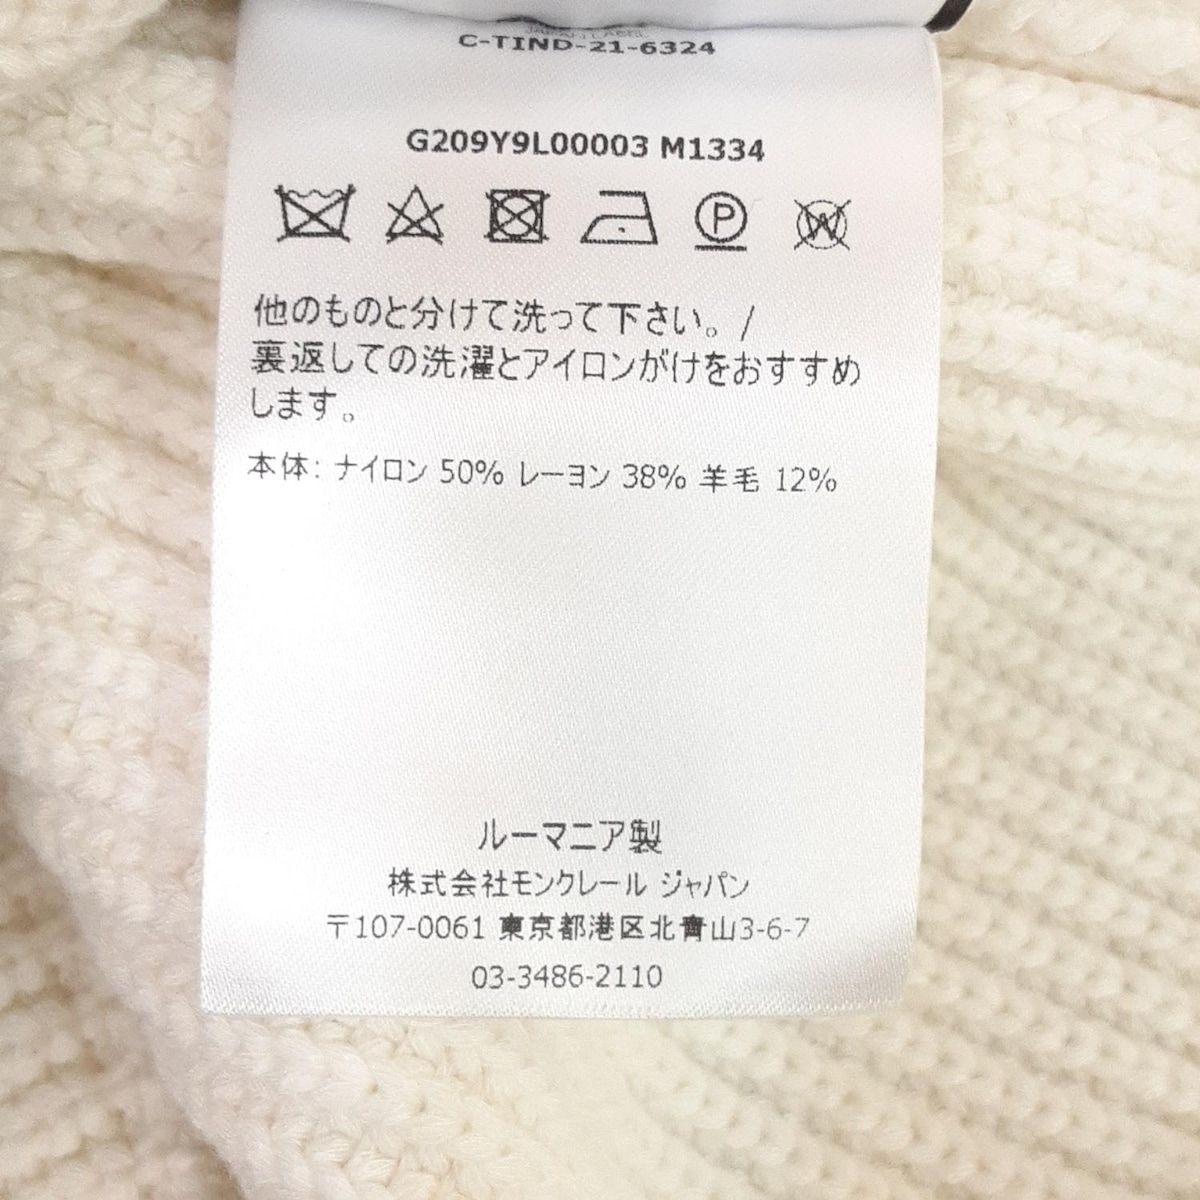 C-TIND-21-6324
G209Y9L00003 M1334
P
W
他のものと分けて洗って下さい。/
裏返しての洗濯とアイロンがけをおすすめ
します。
本体: ナイロン 50% レーヨン 38% 羊毛 12%
ルーマニア製
株式会社モンクレール ジャパン
〒107-0061 東京都港区北青山3-6-7
03-3486-2110